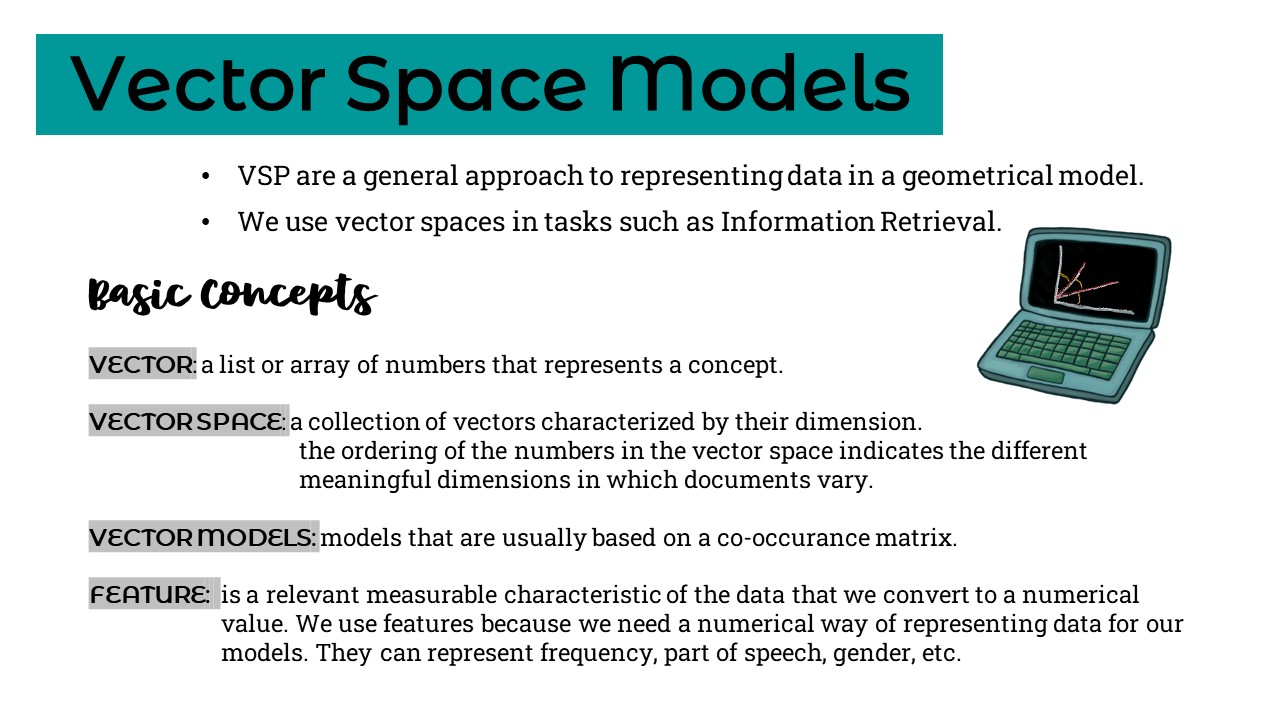 Vector Space Models
• VSP are a general approach to representing data in a geometrical model.
• We use vector spaces in tasks such as Information Retrieval.
Basic Concepts
VECTOR: a list or array of numbers that represents a concept.
VECTOR SPACE: a collection of vectors characterized by their dimension.
the ordering of the numbers in the vector space indicates the different
meaningful dimensions in which documents vary.
VECTOR MODELS: models that are usually based on a co-occurance matrix.
FEATURE: is a relevant measurable characteristic of the data that we convert to a numerical
value. We use features because we need a numerical way of representing data for our
models. They can represent frequency, part of speech, gender, etc.